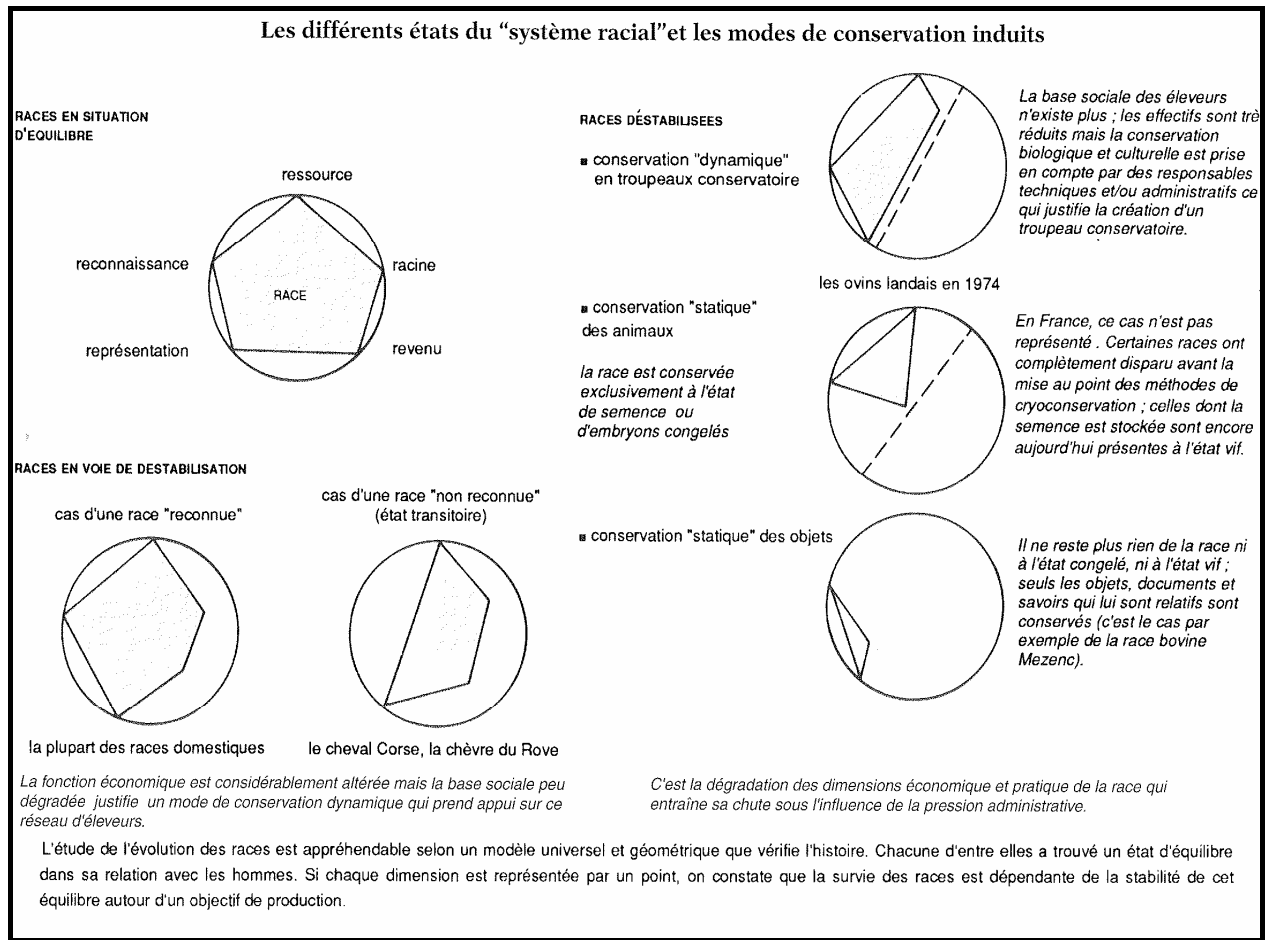 Les différents états du "système racial"et les modes de conservation induits
RACES EN SITUATION
D'EQUILIBRE
ressource
reconnaissance
racine
RACE
représentation
revenu
RACES EN VOIE DE DESTABILISATION
cas d'une race "reconnue"
cas d'une race "non reconnue"
(état transitoire)
la plupart des races domestiques
le cheval Corse, la chèvre du Rove
La fonction économique est considérablement altérée mais la base sociale peu
dégradée justifie un mode de conservation dynamique qui prend appui sur ce
réseau d'éleveurs.
RACES DÉSTABILISEES
■ conservation "dynamique"
en troupeaux conservatoire
La base sociale des éleveurs
n'existe plus ; les effectifs sont trè
réduits mais la conservation
biologique et culturelle est prise
en compte par des responsables
techniques et/ou administratifs ce
qui justifie la création d'un
troupeau conservatoire.
les ovins landais en 1974
■ conservation "statique"
des animaux
la race est conservée
exclusivement à l'état
de semence ou
d'embryons congelés
En France, ce cas n'est pas
représenté . Certaines races ont
complètement disparu avant la
mise au point des méthodes de
cryoconservation ; celles dont la
semence est stockée sont encore
aujourd'hui présentes à l'état vif.
■ conservation "statique" des objets
Il ne reste plus rien de la race ni
à l'état congelé, ni à l'état vif ;
seuls les objets, documents et
savoirs qui lui sont relatifs sont
conservés (c'est le cas par
exemple de la race bovine
Mezenc).
C'est la dégradation des dimensions économique et pratique de la race qui
entraîne sa chute sous l'influence de la pression administrative.
L'étude de l'évolution des races est appréhendable selon un modèle universel et géométrique que vérifie l'histoire. Chacune d'entre elles a trouvé un état d'équilibre
dans sa relation avec les hommes. Si chaque dimension est représentée par un point, on constate que la survie des races est dépendante de la stabilité de cet
équilibre autour d'un objectif de production.